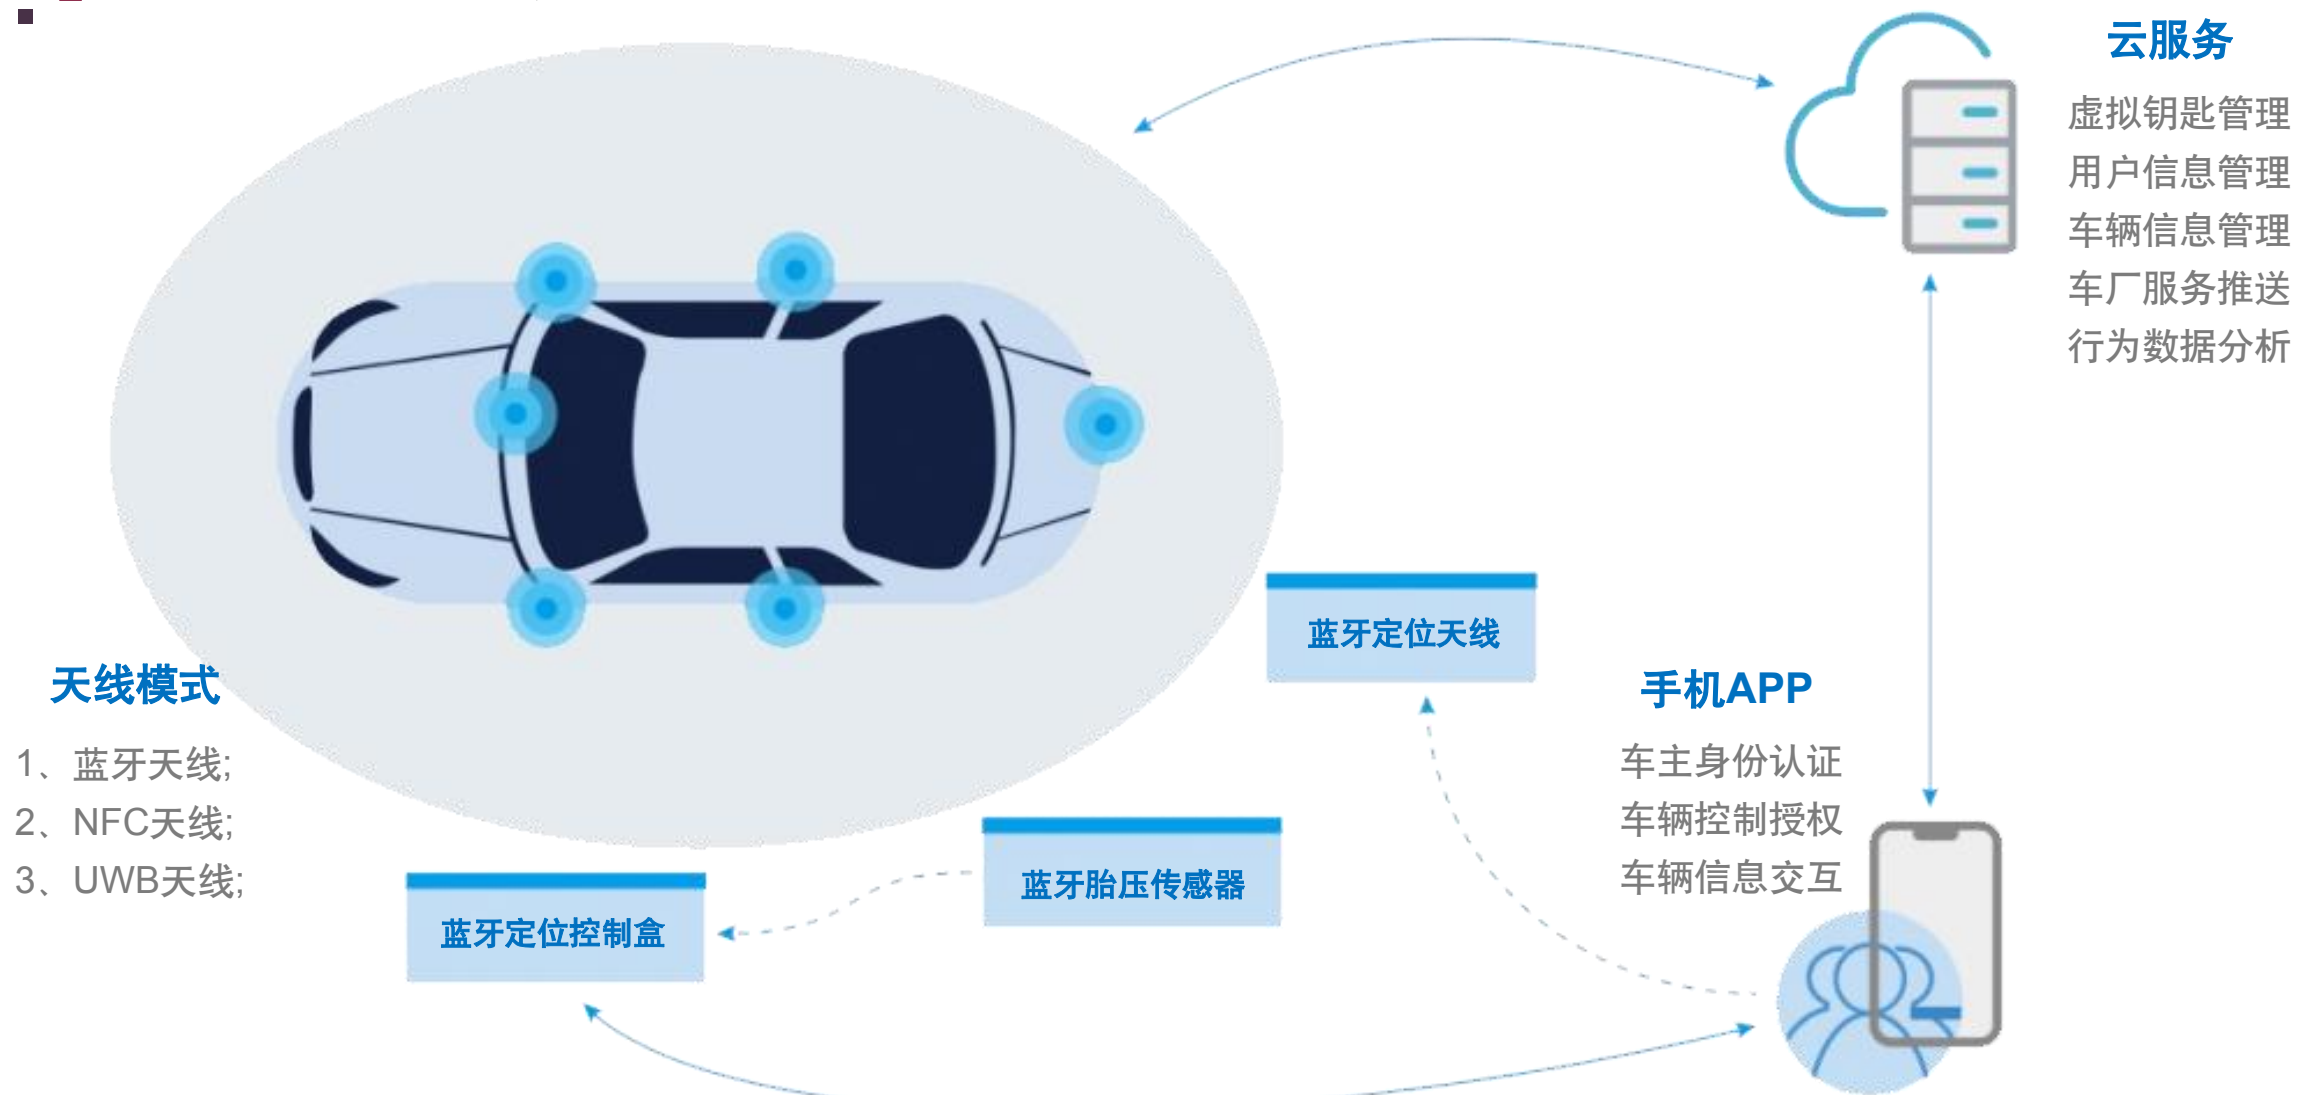 云服务
虚拟钥匙管理
用户信息管理
车辆信息管理
车厂服务推送
行为数据分析
蓝牙定位天线
天线模式
1、蓝牙天线;
2、NFC天线;
3、UWB天线;
手机APP
车主身份认证
车辆控制授权
车辆信息交互
蓝牙胎压传感器
蓝牙定位控制盒